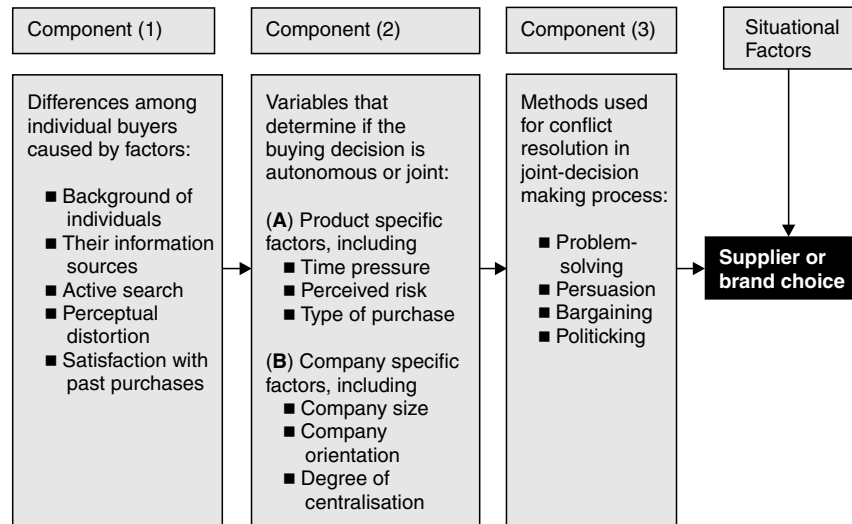 Component (1)
Differences among
individual buyers
caused by factors:
■ Background of
individuals
■ Their information
sources
■ Active search
■ Perceptual
distortion
■ Satisfaction with
past purchases
Component (2)
Variables that
determine if the
buying decision is
autonomous or joint:
(A) Product specific
factors, including
■ Time pressure
■ Perceived risk
■ Type of purchase
(B) Company specific
factors, including
■ Company size
■ Company
orientation
■ Degree of
centralisation
Component (3)
Methods used
for conflict
resolution in
joint-decision
making process:
■ Problem-
solving
■ Persuasion
■ Bargaining
■ Politicking
Situational
Factors
Supplier or
brand choice